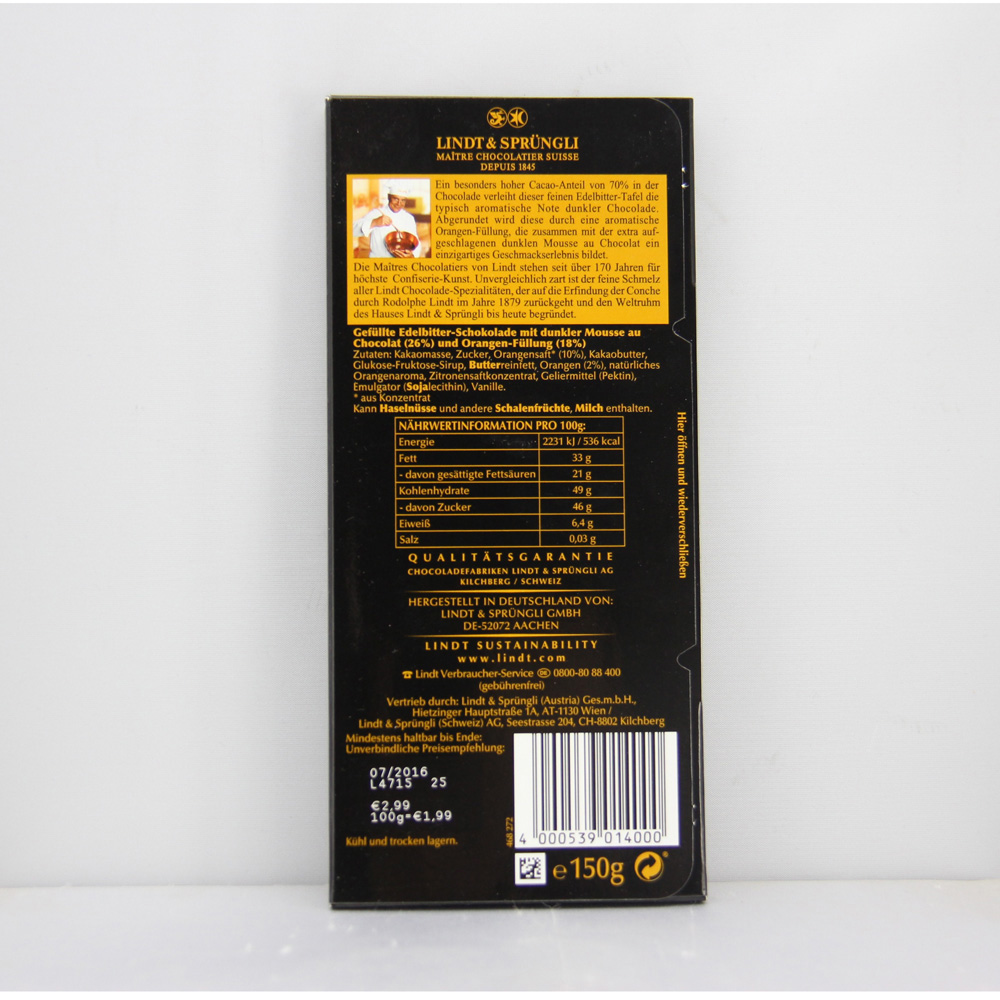 LINDT & SPRÜNGLI
MAÎTRE CHOCOLATIER SUISSE
DEPUIS 1845
Ein besonders hoher Cacao-Anteil von 70% in der
Chocolade verleiht dieser feinen Edelbitter-Tafel die
typisch aromatische Note dunkler Chocolade.
Abgerundet wird diese durch eine aromatische
Orangen-Füllung, die zusammen mit der extra auf-
geschlagenen dunklen Mousse au Chocolat ein
einzigartiges Geschmackserlebnis bildet.
Die Maîtres Chocolatiers von Lindt stehen seit über 170 Jahren für
höchste Confiserie-Kunst. Unvergleichlich zart ist der feine Schmelz
aller Lindt Chocolade-Spezialitäten, der auf die Erfindung der Conche
durch Rodolphe Lindt im Jahre 1879 zurückgeht und den Weltruhm
des Hauses Lindt & Sprüngli bis heute begründet.
Gefüllte Edelbitter-Schokolade mit dunkler Mousse au
Chocolat (26%) und Orangen-Füllung (18%)
Zutaten: Kakaomasse, Zucker, Orangensaft* (10%), Kakaobutter,
Glukose-Fruktose-Sirup, Butterreinfett, Orangen (2%), natürliches
Orangenaroma, Zitronensaftkonzentrat, Geliermittel (Pektin),
Emulgator (Sojalecithin), Vanille.
* aus Konzentrat
Kann Haselnüsse und andere Schalenfrüchte, Milch enthalten.
NÄHRWERTINFORMATION PRO 100g:
Energie 2231 kJ / 536 kcal
Fett 33 g
- davon gesättigte Fettsäuren 21 g
Kohlenhydrate 49 g
- davon Zucker 46 g
Eiweiß 6,4 g
Salz 0,03 g
QUALITÄTSGARANTIE
CHOCOLADEFABRIKEN LINDT & SPRÜNGLI AG
KILCHBERG / SCHWEIZ
HERGESTELLT IN DEUTSCHLAND VON:
LINDT & SPRÜNGLI GMBH
DE-52072 AACHEN
LINDT SUSTAINABILITY
www.lindt.com
☎ Lindt Verbraucher-Service DE 0800-80 88 400
(gebührenfrei)
Vertrieb durch: Lindt & Sprüngli (Austria) Ges.m.b.H.,
Hietzinger Hauptstraße 1A, AT-1130 Wien /
Lindt & Sprüngli (Schweiz) AG, Seestrasse 204, CH-8802 Kilchberg
Mindestens haltbar bis Ende:
Unverbindliche Preisempfehlung:
07/2016
L4715 25
€2,99
100g=€1,99
Kühl und trocken lagern.
468 272
4 000539 014000
e 150g
Hier öffnen und wiederverschließen